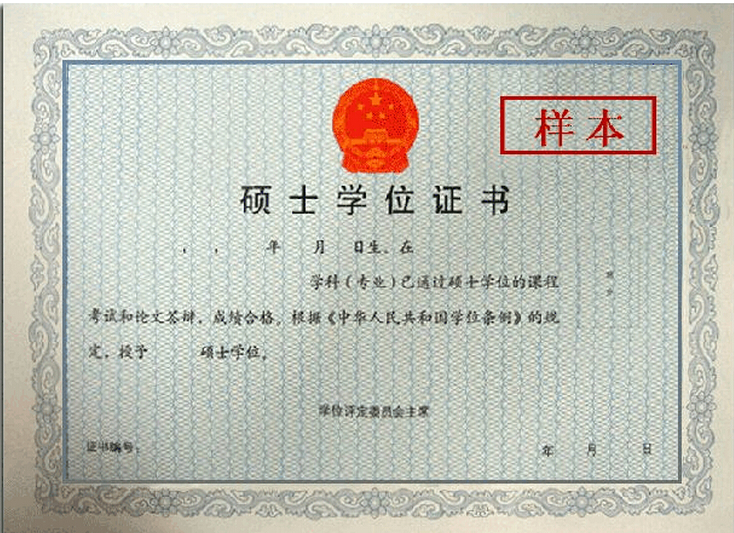 样本
硕士学位证书
, , 年 月 日生。在
学科(专业)已通过硕士学位的课程
考试和论文答辩,成绩合格。根据《中华人民共和国学位条例》的规
定,授予 硕士学位。
学位评定委员会主席
证书编号:
年 月 日